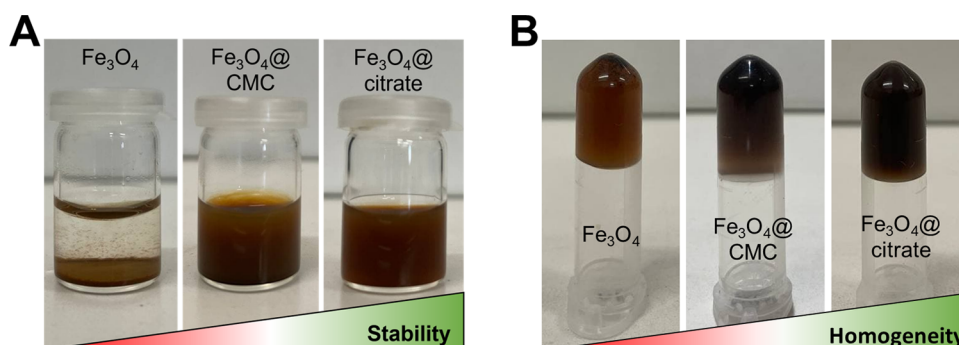 A
Fe₃O₄
Fe₃O₄@
CMC
Fe₃O₄@
citrate
Stability
B
Fe₃O₄
Fe₃O₄@
CMC
Fe₃O₄@
citrate
Homogeneity